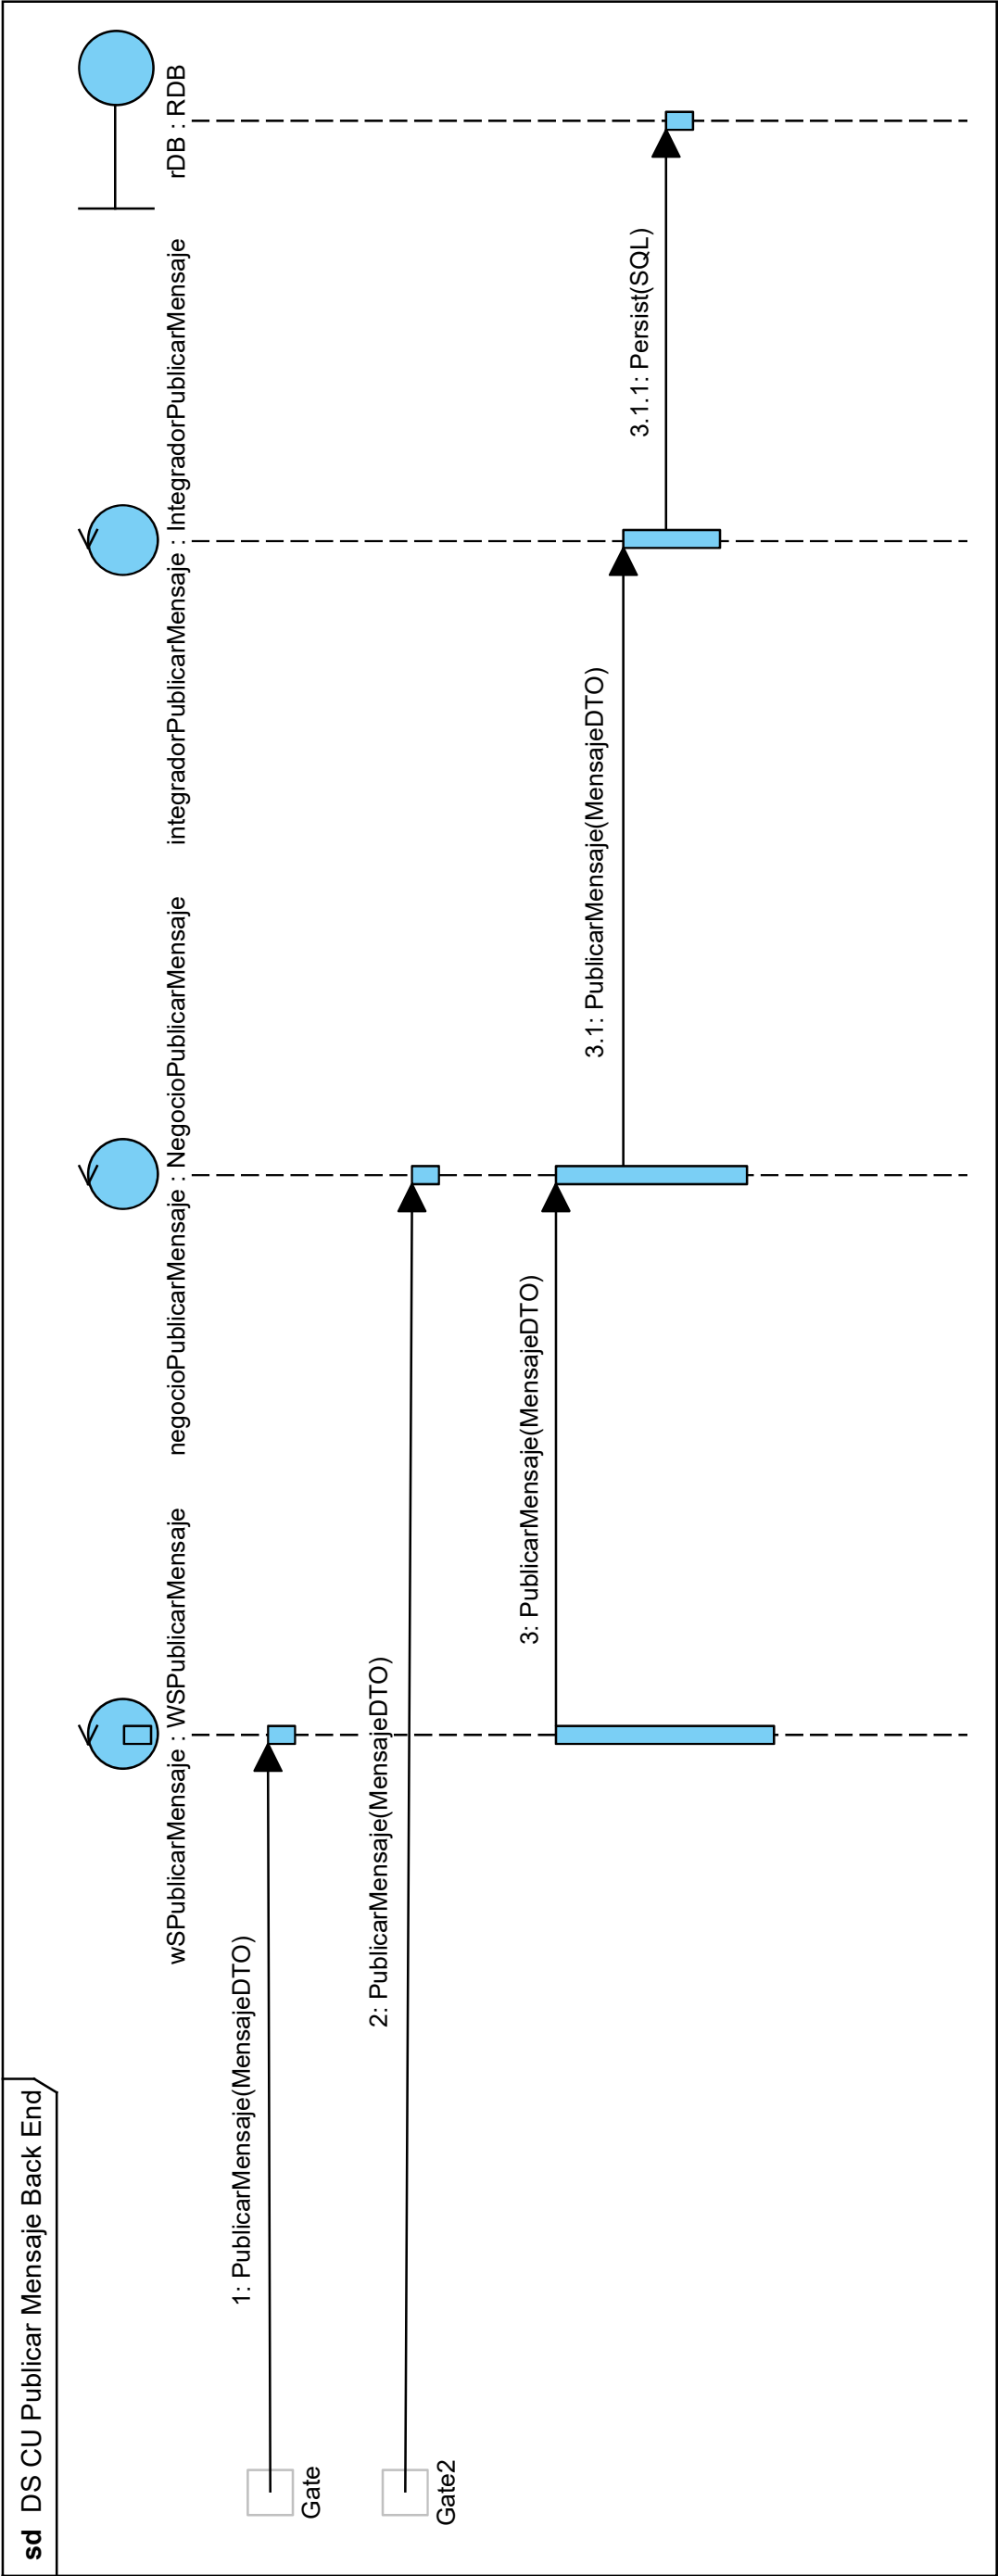 sd DS CU Publicar Mensaje Back End
wSPublicarMensaje : WSPublicarMensaje
negocioPublicarMensaje : NegocioPublicarMensaje
integradorPublicarMensaje : IntegradorPublicarMensaje
rDB : RDB
1: PublicarMensaje(MensajeDTO)
Gate
2: PublicarMensaje(MensajeDTO)
Gate2
3: PublicarMensaje(MensajeDTO)
3.1: PublicarMensaje(MensajeDTO)
3.1.1: Persist(SQL)